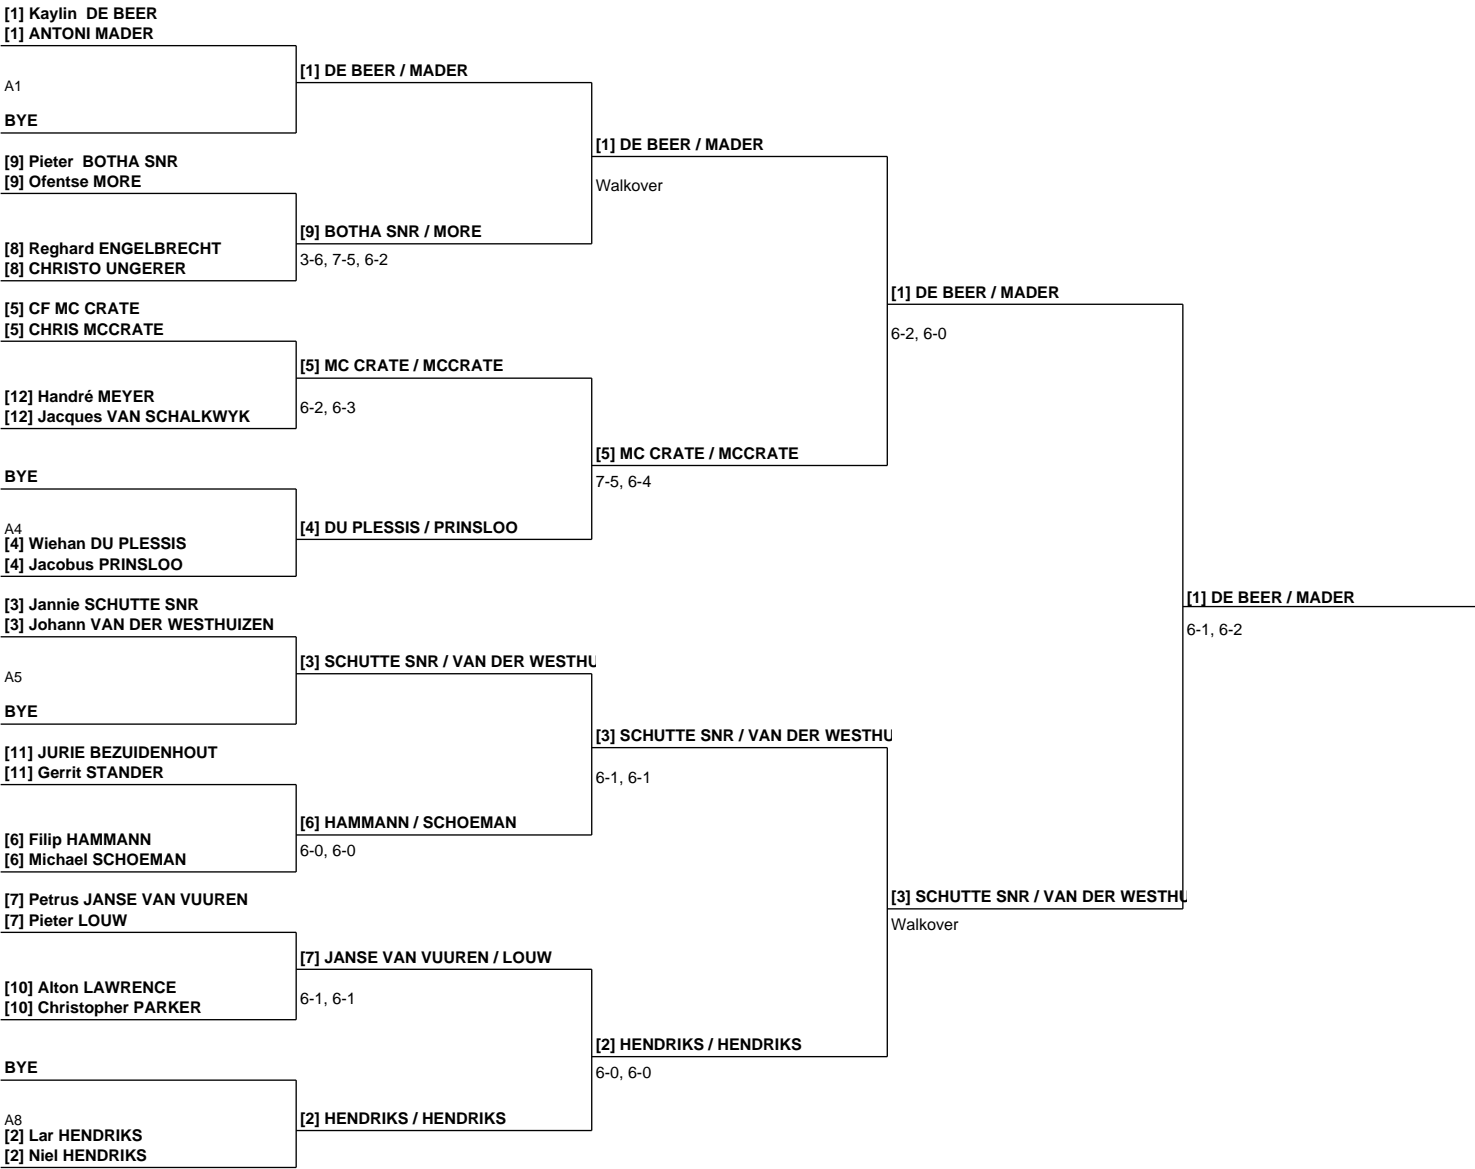 [1] Kaylin  DE BEER
[1] ANTONI MADER
[1] DE BEER / MADER
A1
BYE
[1] DE BEER / MADER
[9] Pieter  BOTHA SNR
[9] Ofentse MORE
Walkover
[9] BOTHA SNR / MORE
[8] Reghard ENGELBRECHT
3-6, 7-5, 6-2
[8] CHRISTO UNGERER
[1] DE BEER / MADER
[5] CF MC CRATE
[5] CHRIS MCCRATE
6-2, 6-0
[5] MC CRATE / MCCRATE
[12] Handré MEYER
6-2, 6-3
[12] Jacques VAN SCHALKWYK
[5] MC CRATE / MCCRATE
BYE
7-5, 6-4
A4
[4] DU PLESSIS / PRINSLOO
[4] Wiehan DU PLESSIS
[4] Jacobus PRINSLOO
[1] DE BEER / MADER
[3] Jannie SCHUTTE SNR
[3] Johann VAN DER WESTHUIZEN
6-1, 6-2
[3] SCHUTTE SNR / VAN DER WESTHU
A5
BYE
[3] SCHUTTE SNR / VAN DER WESTHU
[11] JURIE BEZUIDENHOUT
[11] Gerrit STANDER
6-1, 6-1
[6] HAMMANN / SCHOEMAN
[6] Filip HAMMANN
6-0, 6-0
[6] Michael SCHOEMAN
[3] SCHUTTE SNR / VAN DER WESTHU
[7] Petrus JANSE VAN VUUREN
[7] Pieter LOUW
Walkover
[7] JANSE VAN VUUREN / LOUW
[10] Alton LAWRENCE
6-1, 6-1
[10] Christopher PARKER
[2] HENDRIKS / HENDRIKS
BYE
6-0, 6-0
A8
[2] HENDRIKS / HENDRIKS
[2] Lar HENDRIKS
[2] Niel HENDRIKS